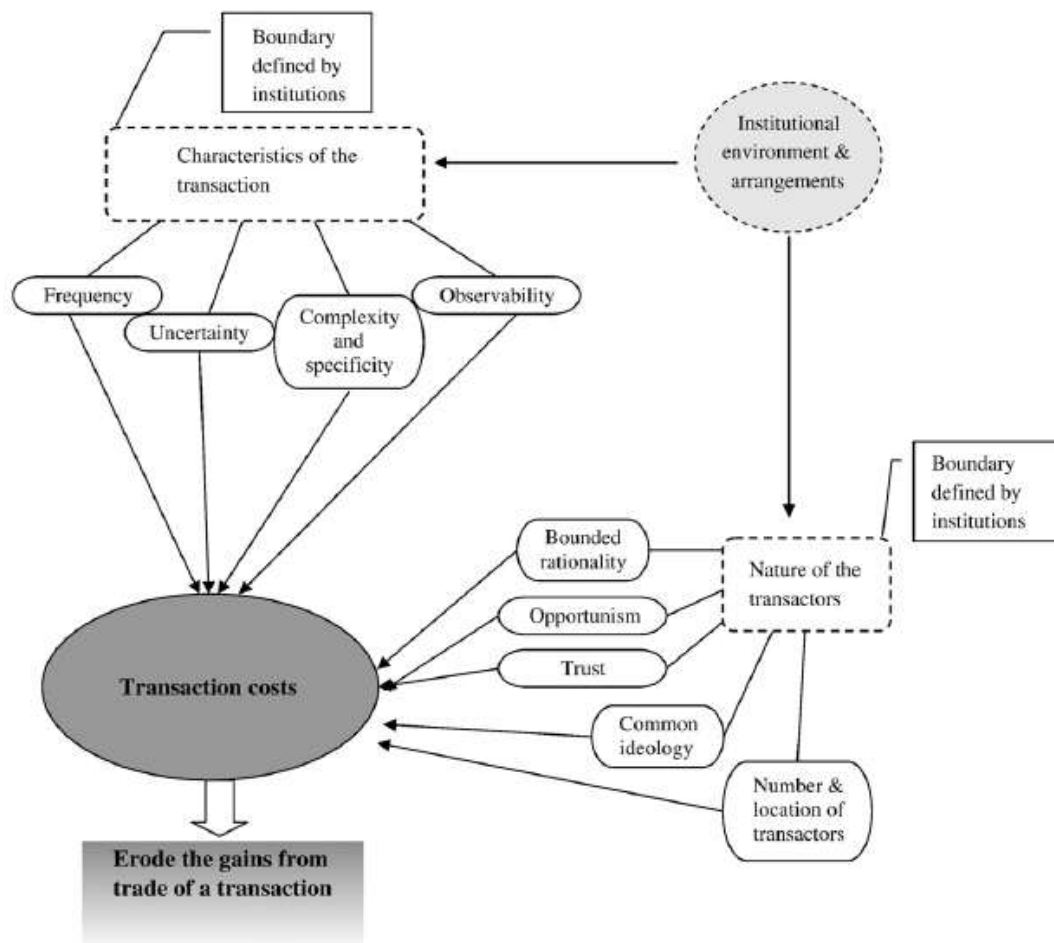 Boundary
defined by
institutions
Institutional
environment &
arrangements
Characteristics of the
transaction
Frequency
Uncertainty
Complexity
and
specificity
Observability
Boundary
defined by
institutions
Nature of the
transactors
Bounded
rationality
Opportunism
Trust
Common
ideology
Number &
location of
transactors
Transaction costs
Erode the gains from
trade of a transaction